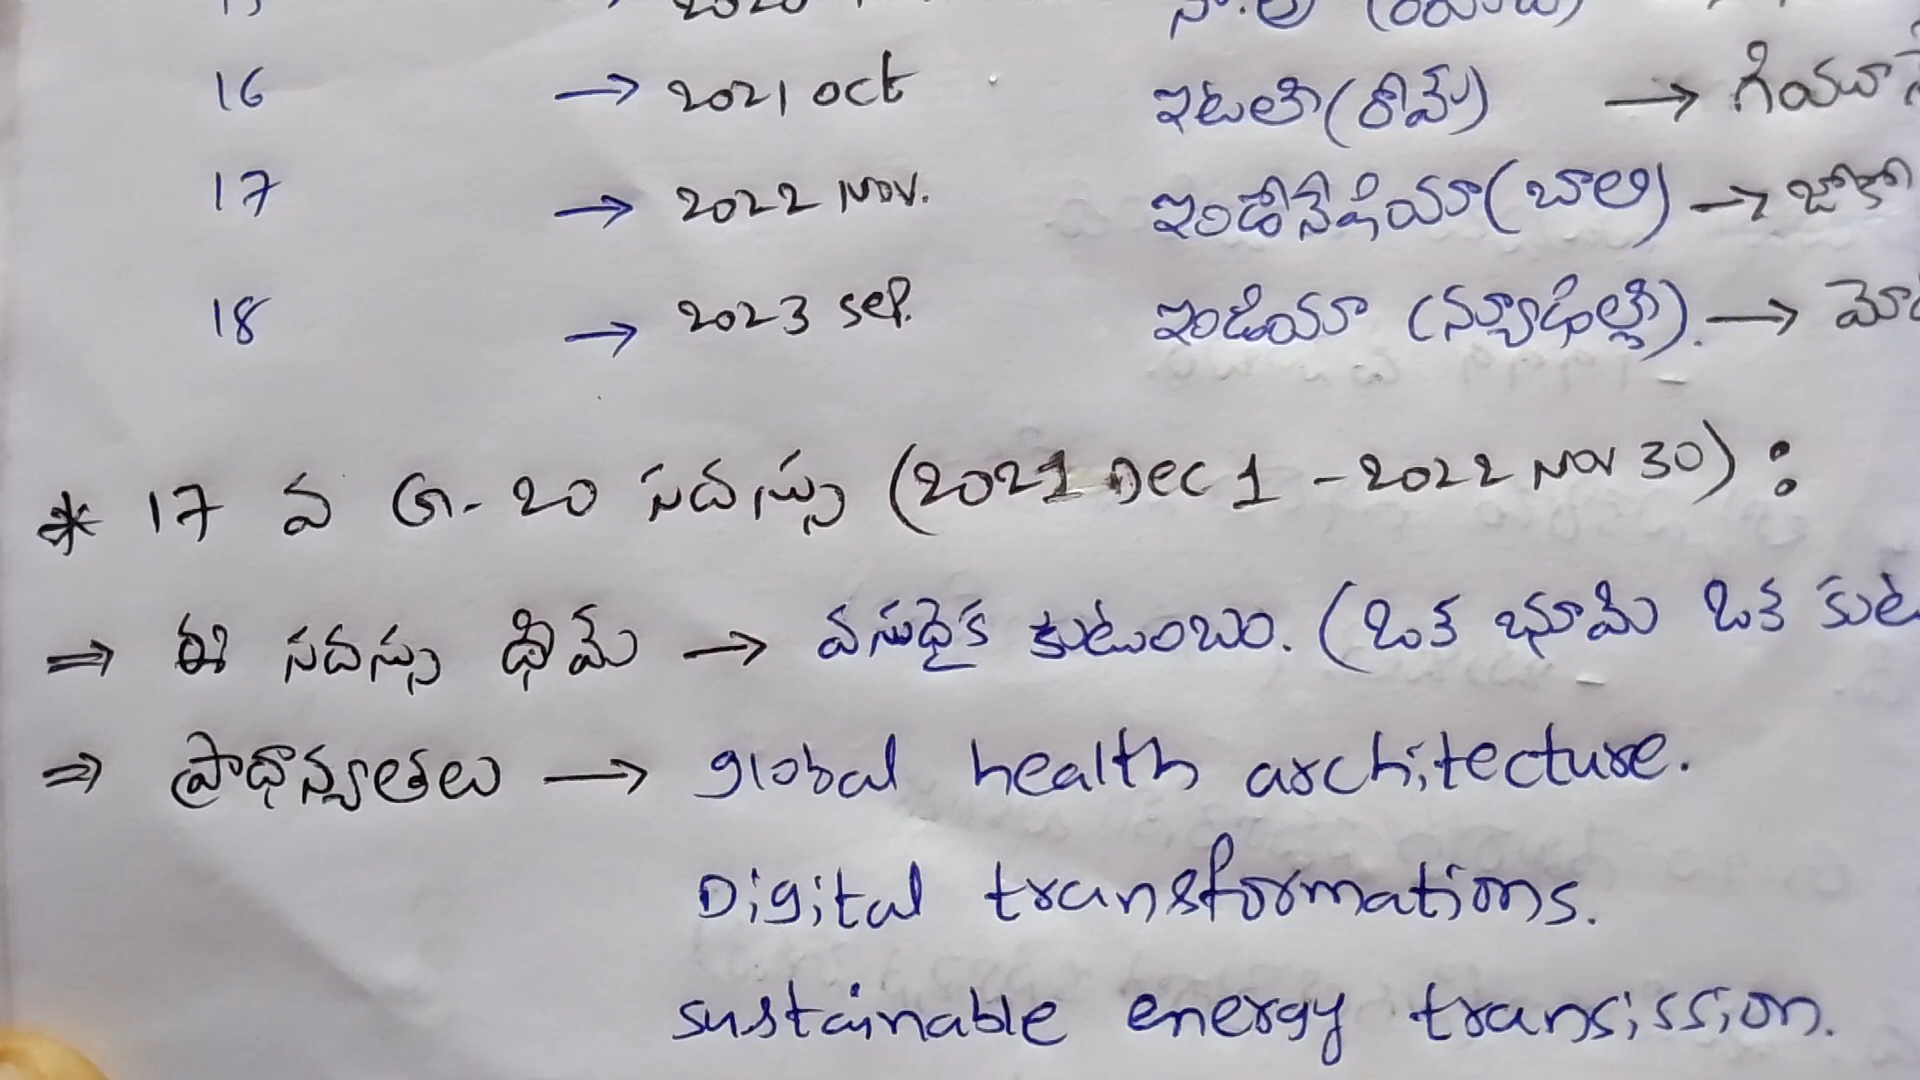 16 → 2021 oct ఇటలి (రోమ్) →
17 → 2022 Nov. ఇండోనేషియా (బాలి) → జోకో
18 → 2023 sep. ఇండియా (న్యూఢిల్లి). →
* 17 వ G-20 సదస్సు (2021 Dec 1 - 2022 Nov 30) :
⇒ ఈ సదస్సు థీమ్ → వసుధైక కుటుంబం. (ఒకే భూమి ఒకే
⇒ ప్రాధాన్యతలు → global health architecture.
Digital transformations.
sustainable energy transission.